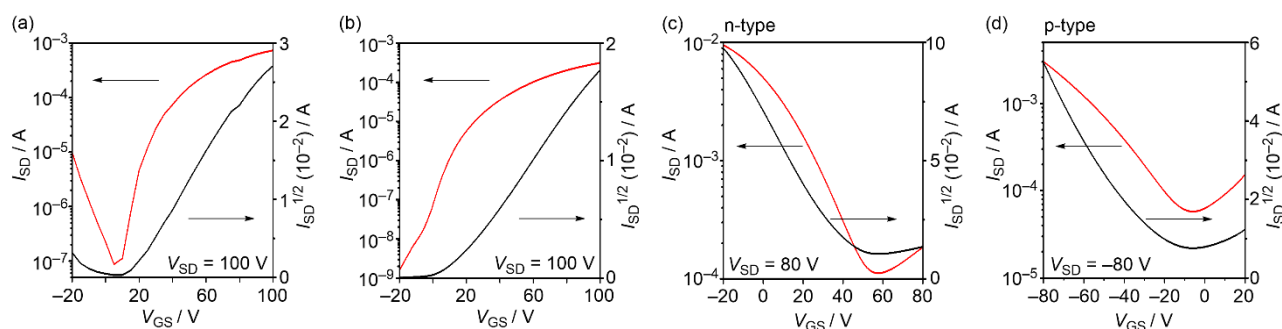 (a)
10⁻³
10⁻⁴
10⁻⁵
10⁻⁶
10⁻⁷
I_SD / A
3
2
1
0
I_SD^1/2 (10⁻²) / A
V_SD = 100 V
−20 20 60 100
V_GS / V
(b)
10⁻³
10⁻⁴
10⁻⁵
10⁻⁶
10⁻⁷
10⁻⁸
10⁻⁹
I_SD / A
2
1
0
I_SD^1/2 (10⁻²) / A
V_SD = 100 V
−20 20 60 100
V_GS / V
(c) n-type
10⁻²
10⁻³
10⁻⁴
I_SD / A
10
5
0
I_SD^1/2 (10⁻²) / A
V_SD = 80 V
−20 0 20 40 60 80
V_GS / V
(d) p-type
10⁻³
10⁻⁴
10⁻⁵
I_SD / A
6
4
2
0
I_SD^1/2 (10⁻²) / A
V_SD = −80 V
−80 −60 −40 −20 0 20
V_GS / V